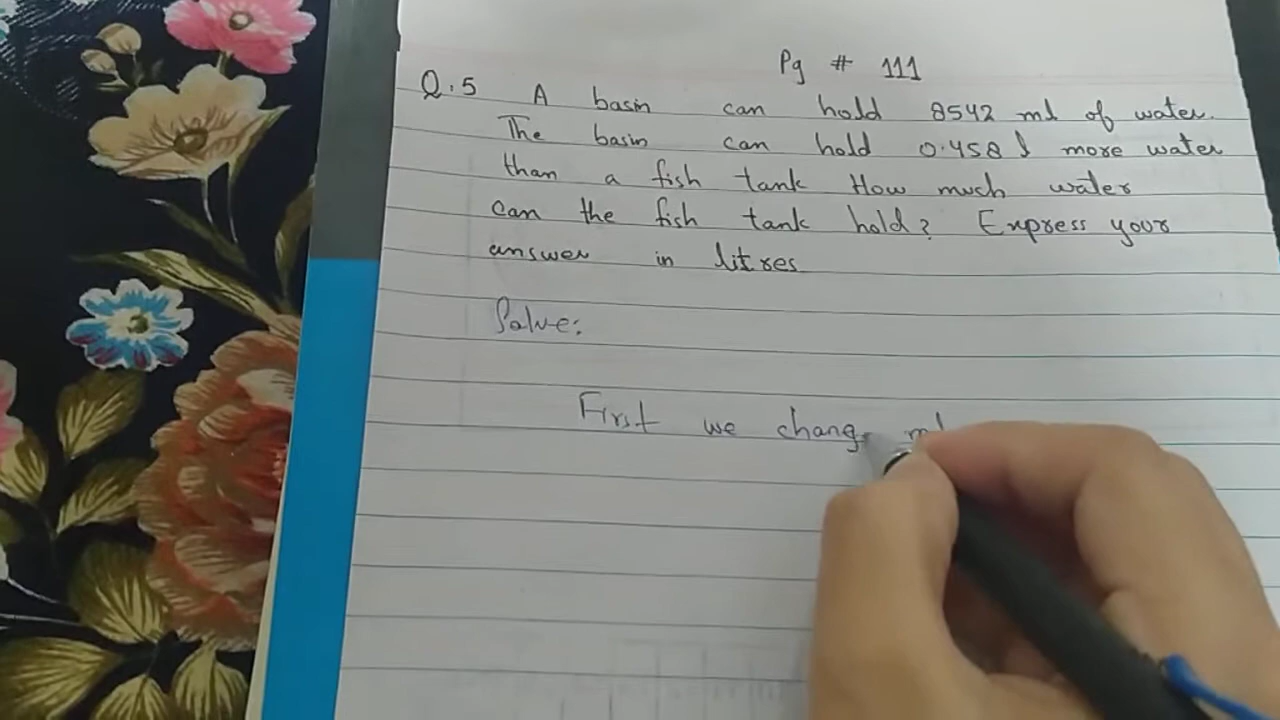 Pg # 111
Q.5 A basin can hold 8542 ml of water.
The basin can hold 0.458 l more water
than a fish tank How much water
can the fish tank hold? Express your
answer in litres
Solve:
First we change ml